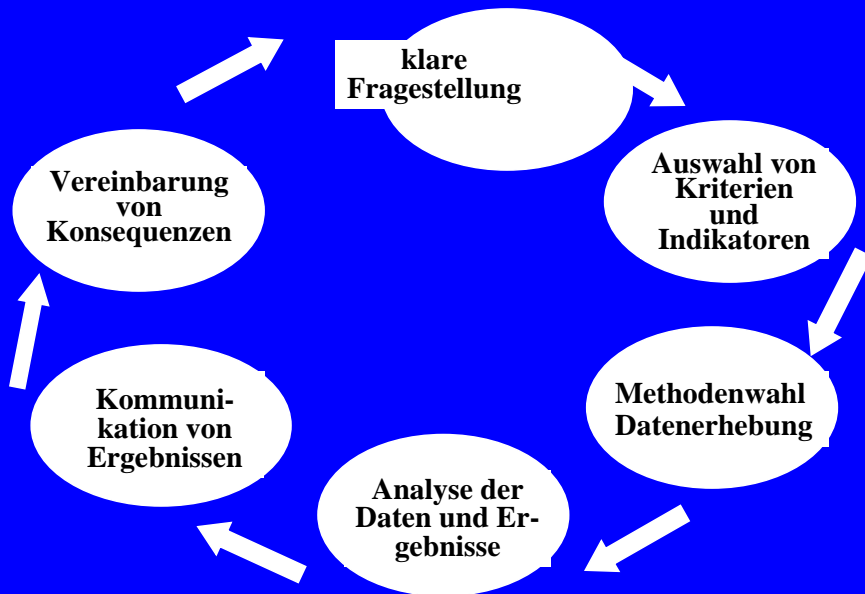 klare
Fragestellung
Auswahl von
Kriterien
und
Indikatoren
Methodenwahl
Datenerhebung
Analyse der
Daten und Er-
gebnisse
Kommuni-
kation von
Ergebnissen
Vereinbarung
von
Konsequenzen